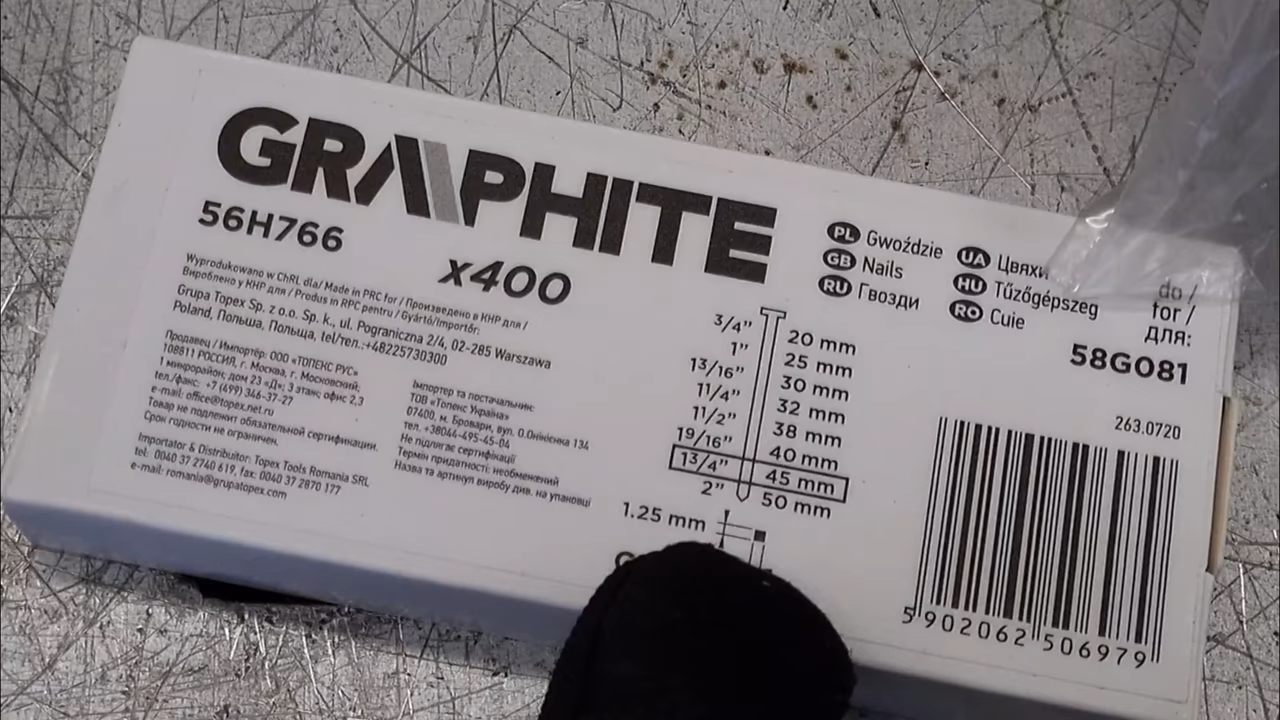 GRAPHITE
56H766
x400
Wyprodukowano w ChRL dla/ Made in PRC for / Произведено в КНР для /
Вироблено у КНР для / Produs in RPC pentru / Gyártó/Importőr:
Grupa Topex Sp. z o.o. Sp. k., ul. Pograniczna 2/4, 02-285 Warszawa
Poland, Польша, Польща, tel/тел.:+48225730300
Продавец / Импортёр: ООО «ТОПЕКС РУС»
108811 РОССИЯ, г. Москва, г. Московский;
1 микрорайон; дом 23 «Д»; 3 этаж; офис 2,3
тел./факс: +7 (499) 346-37-27
e-mail: office@topex.net.ru
Товар не подлежит обязательной сертификации.
Срок годности не ограничен.
Importator & Distribuitor: Topex Tools Romania SRL
tel: 0040 37 2740 619, fax: 0040 37 2870 177
e-mail: romania@grupatopex.com
Імпортер та постачальник:
ТОВ «Топекс Україна»
07400, м. Бровари, вул. О.Онікієнка 134
тел. +38044-495-45-04
Не підлягає сертифікації
Термін придатності: необмежений
Назва та артикул виробу див. на упаковці
PL Gwoździe
GB Nails
RU Гвозди
UA Цвяхи
HU Tűzőgépszeg
RO Cuie
do /
for /
для:
58G081
3/4” 20 mm
1” 25 mm
13/16” 30 mm
11/4” 32 mm
11/2” 38 mm
19/16” 40 mm
13/4” 45 mm
2” 50 mm
1.25 mm
263.0720
5 902062 506979